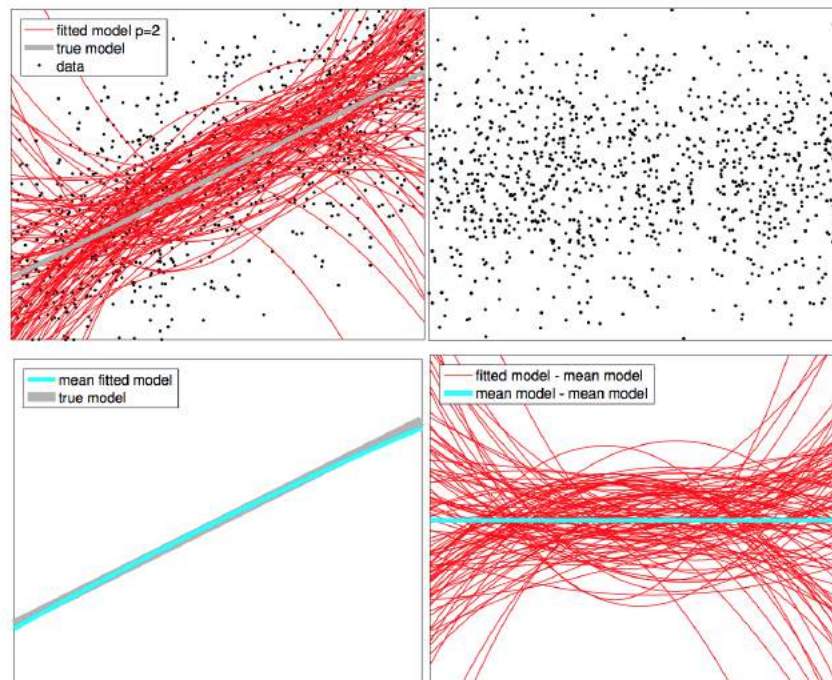 fitted model p=2
true model
data
mean fitted model
true model
fitted model - mean model
mean model - mean model